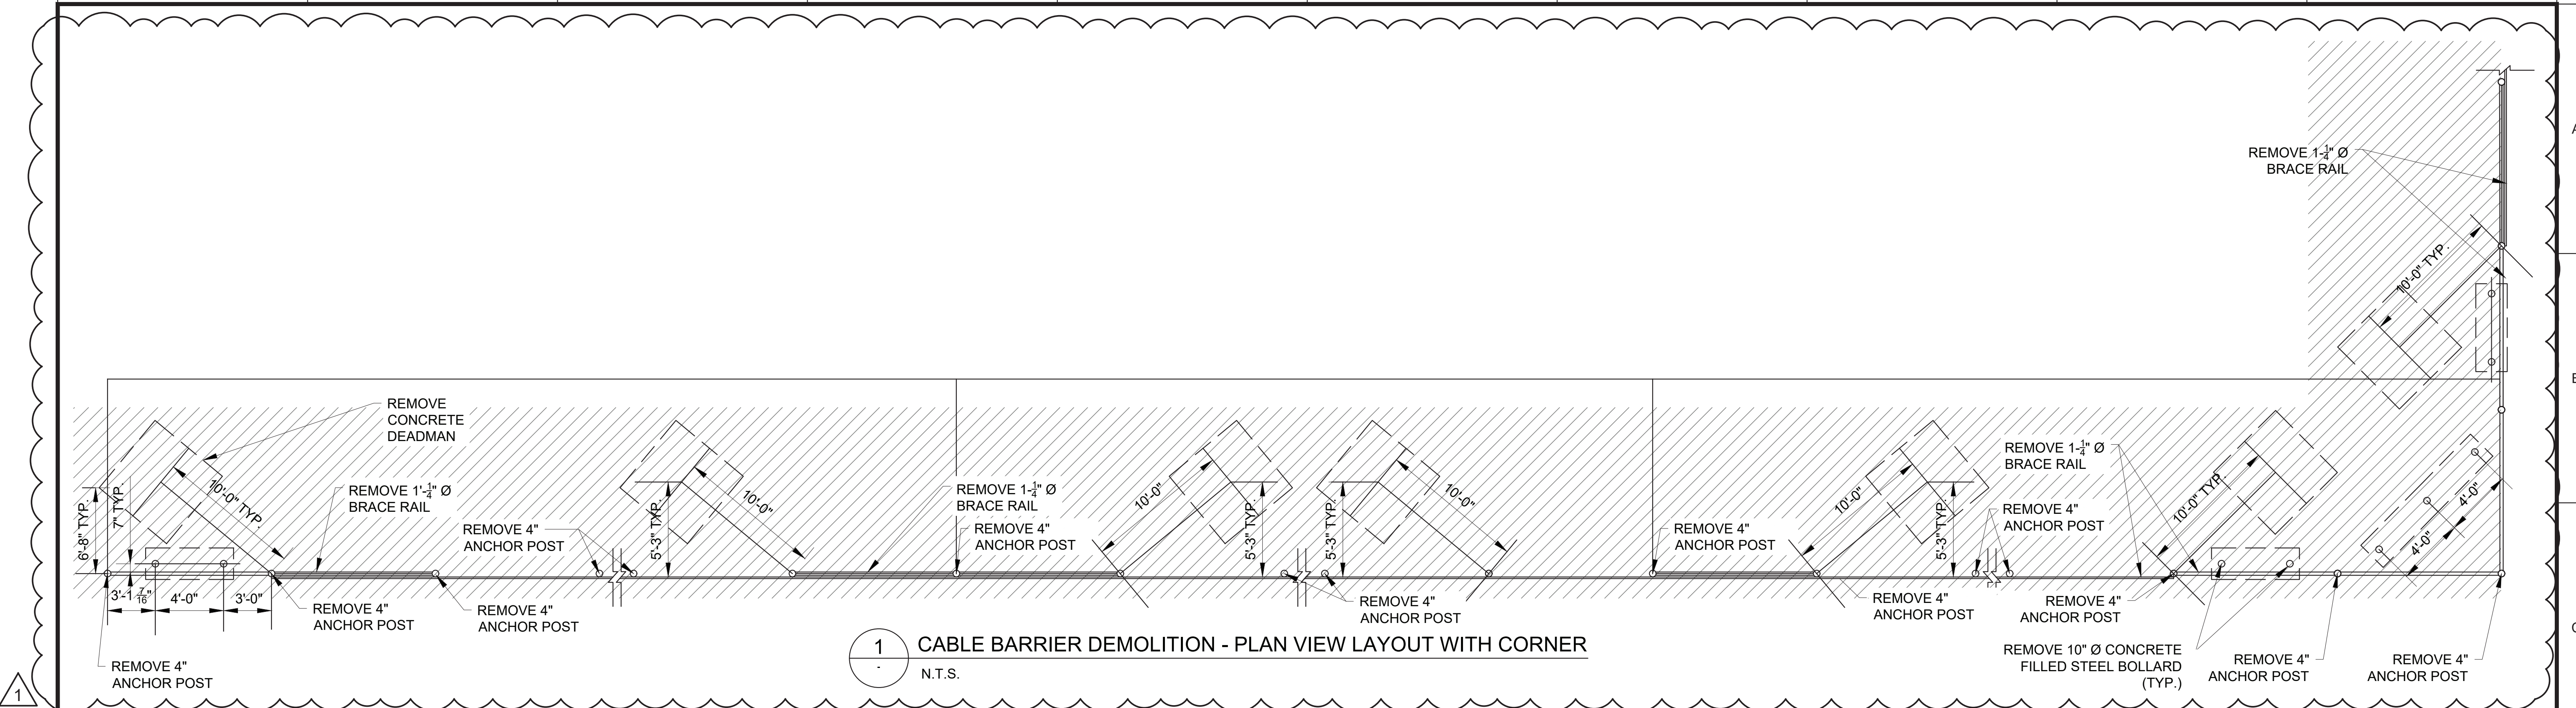 REMOVE 1-1/4" Ø
BRACE RAIL
10'-0" TYP.
REMOVE
CONCRETE
DEADMAN
6'-8" TYP.
7" TYP.
10'-0" TYP.
REMOVE 1'-1/4" Ø
BRACE RAIL
REMOVE 4"
ANCHOR POST
5'-3" TYP.
10'-0"
REMOVE 1-1/4" Ø
BRACE RAIL
REMOVE 4"
ANCHOR POST
10'-0"
5'-3" TYP.
5'-3" TYP.
10'-0"
REMOVE 4"
ANCHOR POST
10'-0"
5'-3" TYP.
REMOVE 1-1/4" Ø
BRACE RAIL
REMOVE 4"
ANCHOR POST
10'-0" TYP.
4'-0"
4'-0"
3'-1 7/16"
4'-0"
3'-0"
REMOVE 4"
ANCHOR POST
REMOVE 4"
ANCHOR POST
REMOVE 4"
ANCHOR POST
REMOVE 4"
ANCHOR POST
REMOVE 4"
ANCHOR POST
REMOVE 4"
ANCHOR POST
REMOVE 10" Ø CONCRETE
FILLED STEEL BOLLARD
(TYP.)
REMOVE 4"
ANCHOR POST
REMOVE 4"
ANCHOR POST
1
-
CABLE BARRIER DEMOLITION - PLAN VIEW LAYOUT WITH CORNER
N.T.S.
1